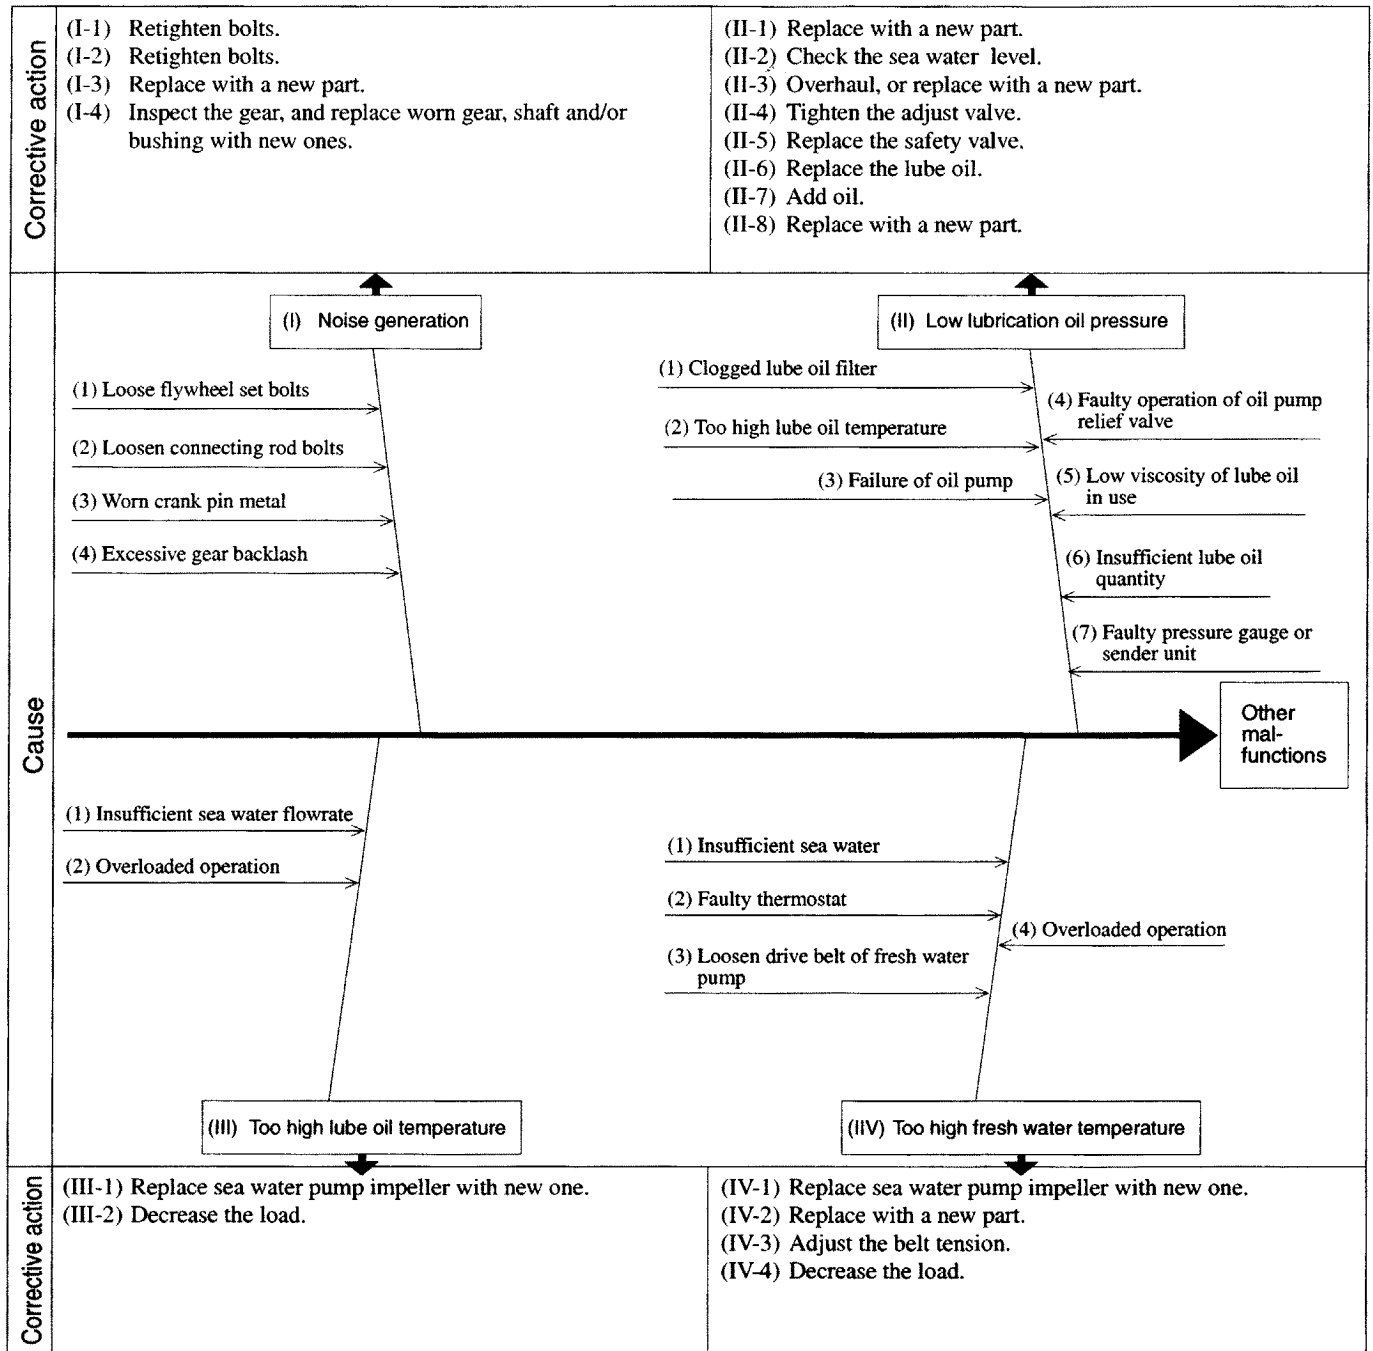 Corrective action
(I-1) Retighten bolts.
(I-2) Retighten bolts.
(I-3) Replace with a new part.
(I-4) Inspect the gear, and replace worn gear, shaft and/or
bushing with new ones.
(II-1) Replace with a new part.
(II-2) Check the sea water level.
(II-3) Overhaul, or replace with a new part.
(II-4) Tighten the adjust valve.
(II-5) Replace the safety valve.
(II-6) Replace the lube oil.
(II-7) Add oil.
(II-8) Replace with a new part.
Cause
(I) Noise generation
(1) Loose flywheel set bolts
(2) Loosen connecting rod bolts
(3) Worn crank pin metal
(4) Excessive gear backlash
(II) Low lubrication oil pressure
(1) Clogged lube oil filter
(2) Too high lube oil temperature
(3) Failure of oil pump
(4) Faulty operation of oil pump
relief valve
(5) Low viscosity of lube oil
in use
(6) Insufficient lube oil
quantity
(7) Faulty pressure gauge or
sender unit
Other
mal-
functions
(1) Insufficient sea water flowrate
(2) Overloaded operation
(III) Too high lube oil temperature
(1) Insufficient sea water
(2) Faulty thermostat
(3) Loosen drive belt of fresh water
pump
(4) Overloaded operation
(IIV) Too high fresh water temperature
Corrective action
(III-1) Replace sea water pump impeller with new one.
(III-2) Decrease the load.
(IV-1) Replace sea water pump impeller with new one.
(IV-2) Replace with a new part.
(IV-3) Adjust the belt tension.
(IV-4) Decrease the load.